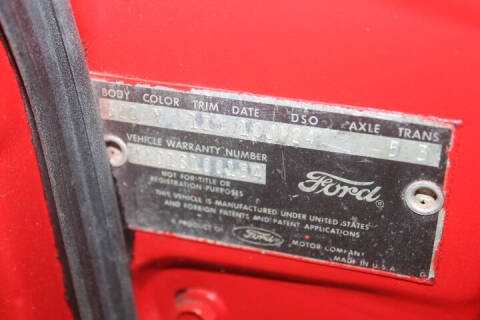 BODY COLOR TRIM DATE DSO AXLE TRANS
5 3
VEHICLE WARRANTY NUMBER
NOT FOR TITLE OR
REGISTRATION PURPOSES
Ford
®
THIS VEHICLE IS MANUFACTURED UNDER UNITED STATES
AND FOREIGN PATENTS AND PATENT APPLICATIONS
A PRODUCT OF Ford MOTOR COMPANY
MADE IN U.S.A.
G